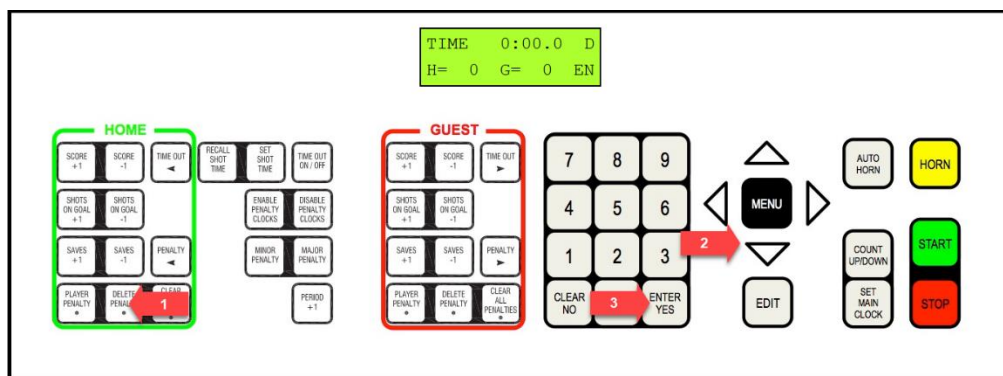 TIME 0:00.0 D
H= 0 G= 0 EN
HOME
SCORE
+1
SCORE
-1
TIME OUT
◄
RECALL
SHOT
TIME
SET
SHOT
TIME
TIME OUT
ON / OFF
SHOTS
ON GOAL
+1
SHOTS
ON GOAL
-1
ENABLE
PENALTY
CLOCKS
DISABLE
PENALTY
CLOCKS
SAVES
+1
SAVES
-1
PENALTY
◄
MINOR
PENALTY
MAJOR
PENALTY
PLAYER
PENALTY
DELETE
1
PERIOD
+1
GUEST
SCORE
+1
SCORE
-1
TIME OUT
►
SHOTS
ON GOAL
+1
SHOTS
ON GOAL
-1
SAVES
+1
SAVES
-1
PENALTY
►
PLAYER
PENALTY
DELETE
PENALTY
CLEAR
ALL
PENALTIES
7 8 9
4 5 6
1 2 3
CLEAR
NO
3
ENTER
YES
MENU
2
EDIT
AUTO
HORN
HORN
COUNT
UP/DOWN
START
SET
MAIN
CLOCK
STOP